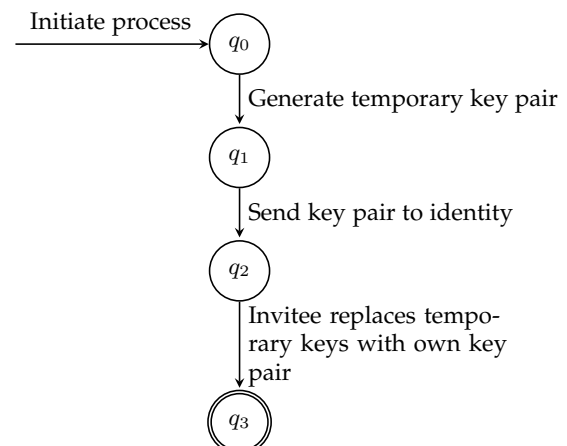 Initiate process
q0
Generate temporary key pair
q1
Send key pair to identity
q2
Invitee replaces tempo-
rary keys with own key
pair
q3